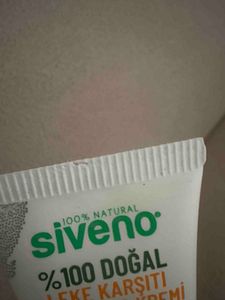 100% NATURAL
siveno
%100 DOĞAL
LEKE KARŞITI